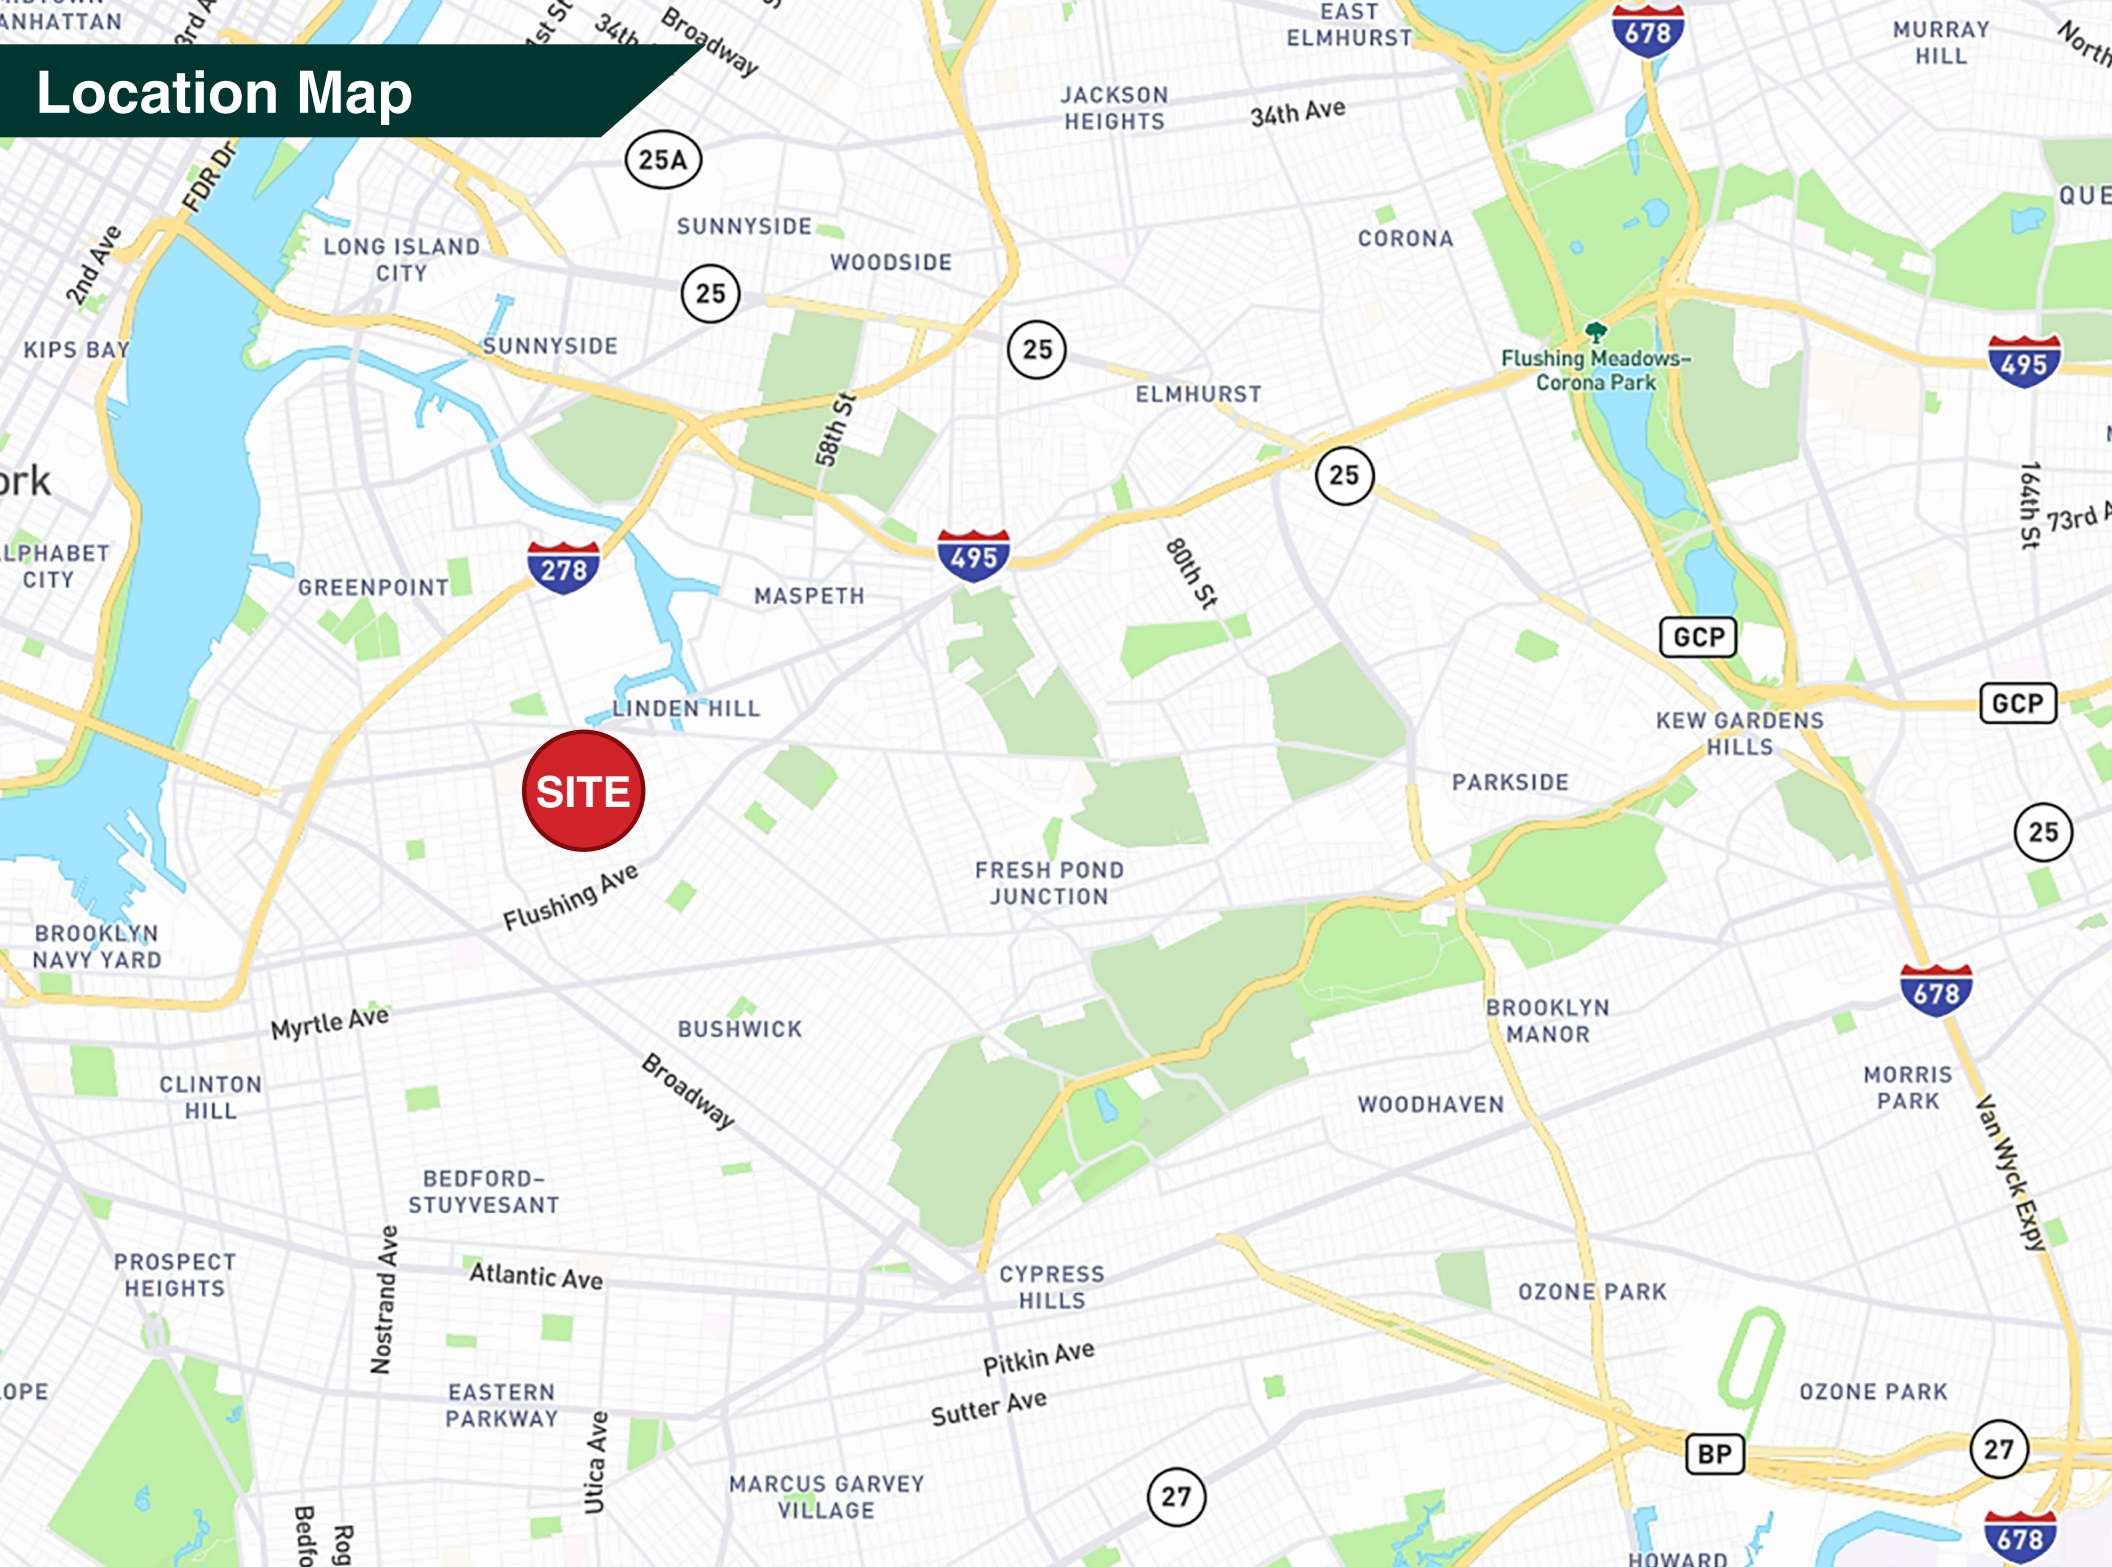 MIDTOWN
MANHATTAN
3rd A
1st St
34th
Broadway
EAST
ELMHURST
678
MURRAY
HILL
North
Location Map
JACKSON
HEIGHTS
34th Ave
25A
FDR Dr
QUE
2nd Ave
LONG ISLAND
CITY
SUNNYSIDE
WOODSIDE
CORONA
25
KIPS BAY
SUNNYSIDE
25
Flushing Meadows–
Corona Park
495
ELMHURST
58th St
25
ork
164th St
73rd A
ALPHABET
CITY
278
495
80th St
GREENPOINT
MASPETH
GCP
LINDEN HILL
GCP
KEW GARDENS
HILLS
SITE
PARKSIDE
25
Flushing Ave
FRESH POND
JUNCTION
BROOKLYN
NAVY YARD
678
Myrtle Ave
BUSHWICK
BROOKLYN
MANOR
CLINTON
HILL
Broadway
WOODHAVEN
MORRIS
PARK
Van Wyck Expy
BEDFORD–
STUYVESANT
Nostrand Ave
PROSPECT
HEIGHTS
Atlantic Ave
CYPRESS
HILLS
OZONE PARK
Pitkin Ave
Sutter Ave
OPE
EASTERN
PARKWAY
OZONE PARK
Utica Ave
BP
27
MARCUS GARVEY
VILLAGE
27
Bedfo
Rog
678
HOWARD